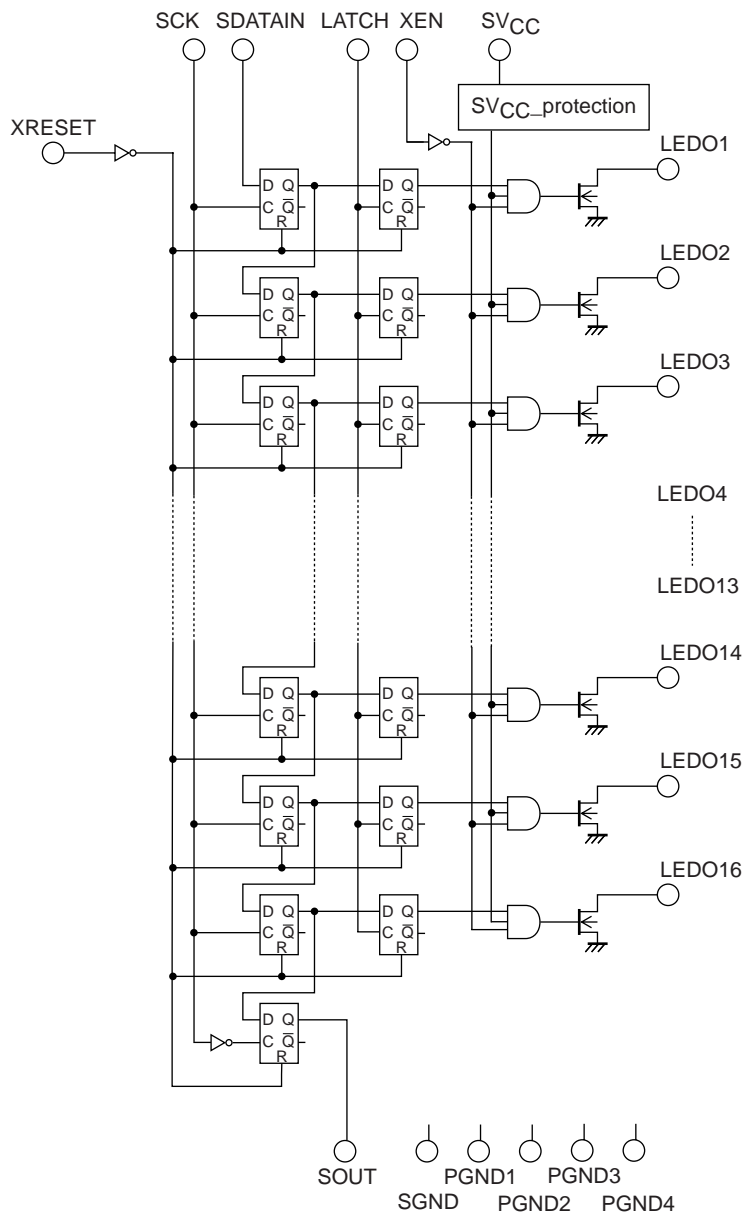 SCK SDATAIN LATCH XEN SVCC
SVCC_protection
XRESET
LEDO1
D Q D Q
C Q̅ C Q̅
R R
LEDO2
D Q D Q
C Q̅ C Q̅
R R
LEDO3
D Q D Q
C Q̅ C Q̅
R R
LEDO4
LEDO13
LEDO14
D Q D Q
C Q̅ C Q̅
R R
LEDO15
D Q D Q
C Q̅ C Q̅
R R
LEDO16
D Q D Q
C Q̅ C Q̅
R R
D Q
C Q̅
R
SOUT
SGND
PGND1
PGND2
PGND3
PGND4